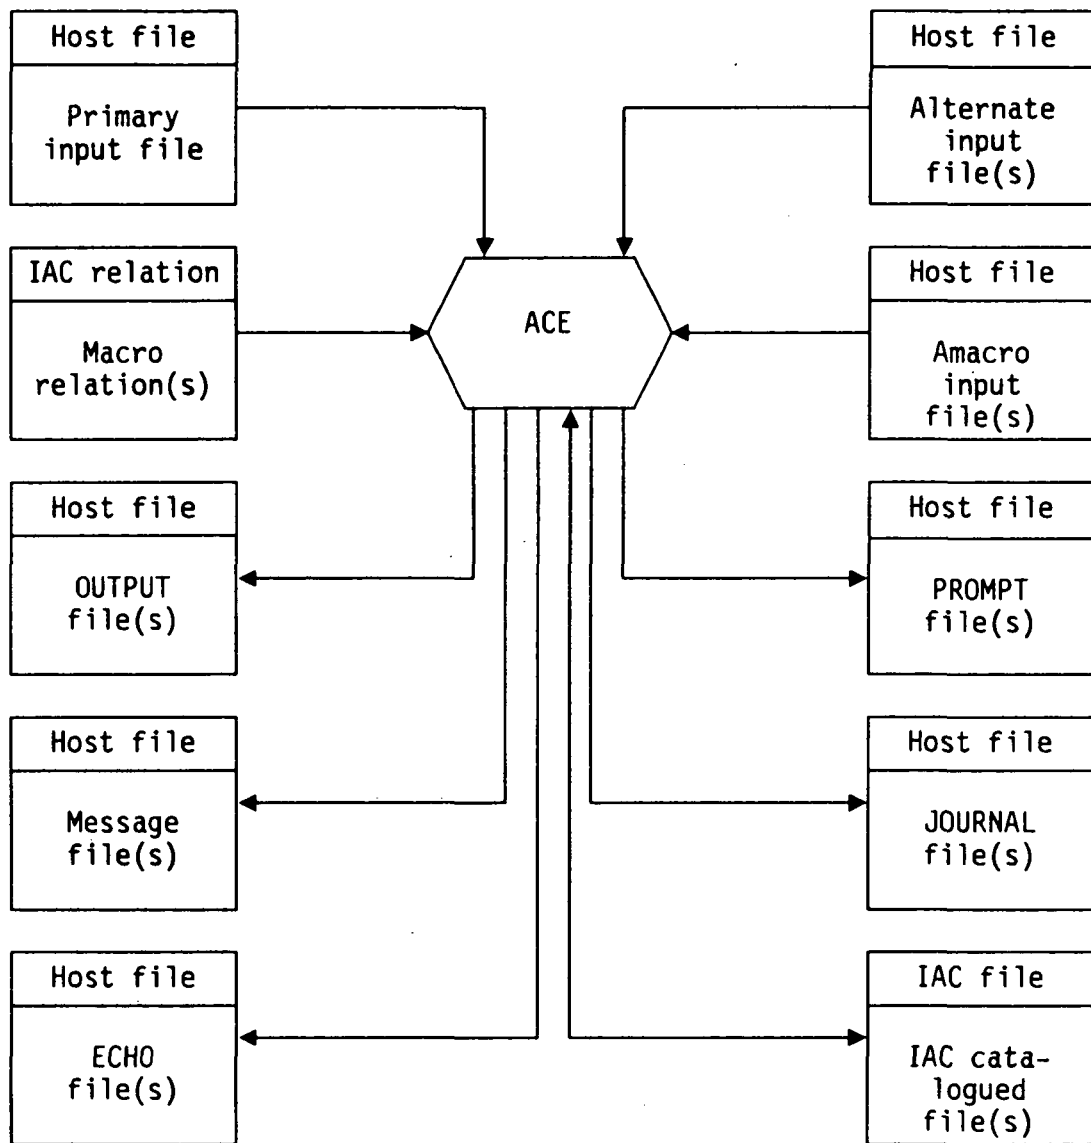 Host file
Primary
input file
Host file
Alternate
input
file(s)
IAC relation
Macro
relation(s)
ACE
Host file
Amacro
input
file(s)
Host file
OUTPUT
file(s)
Host file
PROMPT
file(s)
Host file
Message
file(s)
Host file
JOURNAL
file(s)
Host file
ECHO
file(s)
IAC file
IAC cata-
logued
file(s)